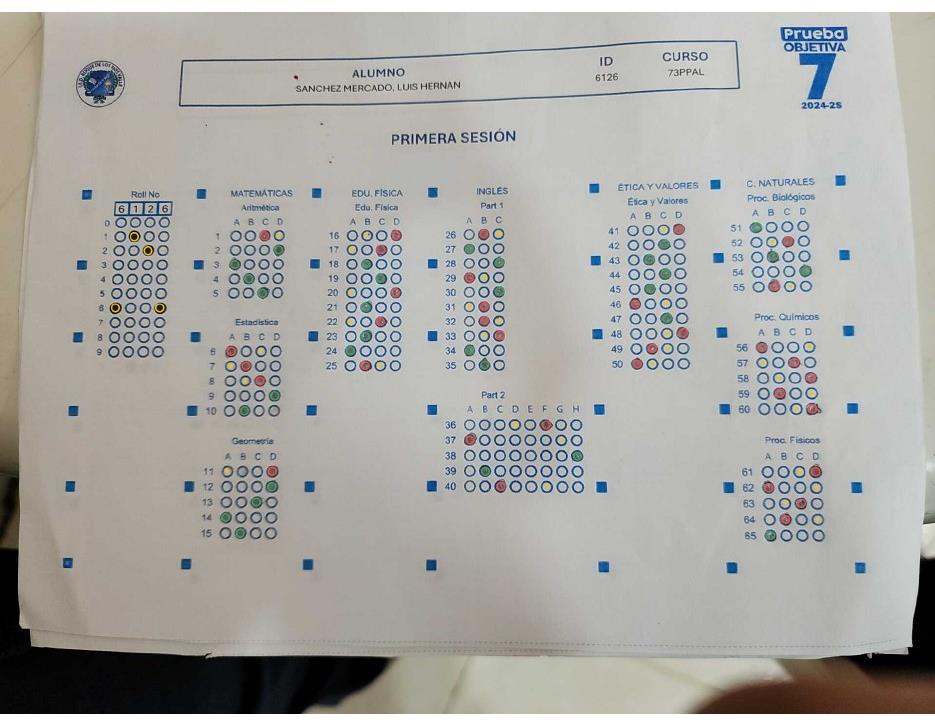 Prueba
OBJETIVA
7
2024-2S
ALUMNO
SANCHEZ MERCADO, LUIS HERNAN
ID
6126
CURSO
73PPAL
PRIMERA SESIÓN
Roll No
6 1 2 6
0
1
2
3
4
5
6
7
8
9
MATEMÁTICAS
Aritmética
A B C D
1
2
3
4
5
Estadística
A B C D
6
7
8
9
10
Geometría
A B C D
11
12
13
14
15
EDU. FÍSICA
Edu. Física
A B C D
16
17
18
19
20
21
22
23
24
25
INGLÉS
Part 1
A B C
26
27
28
29
30
31
32
33
34
35
Part 2
A B C D E F G H
36
37
38
39
40
ÉTICA Y VALORES
Ética y Valores
A B C D
41
42
43
44
45
46
47
48
49
50
C. NATURALES
Proc. Biológicos
A B C D
51
52
53
54
55
Proc. Químicos
A B C D
56
57
58
59
60
Proc. Físicos
A B C D
61
62
63
64
65